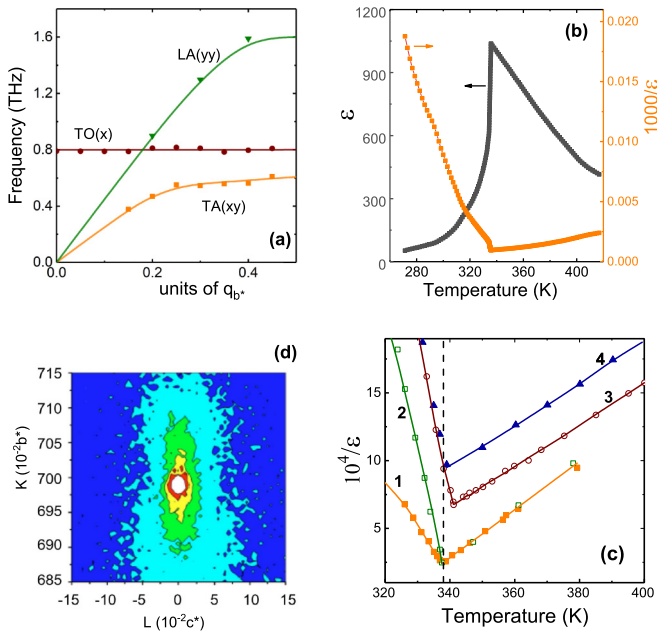 1.6
LA(yy)
Frequency (THz)
1.2
TO(x)
0.8
0.4
TA(xy)
(a)
0.0
0.0 0.2 0.4
units of q_b*
1200 0.020
(b)
900 0.015
ε 600 0.010 1000/ε
300 0.005
0 0.000
280 320 360 400
Temperature (K)
(d)
715
710
705
K (10⁻²b*)
700
695
690
685
-15 -10 -5 0 5 10 15
L (10⁻²c*)
15
4
2 3
10⁴/ε
10
1
5
(c)
320 340 360 380 400
Temperature (K)